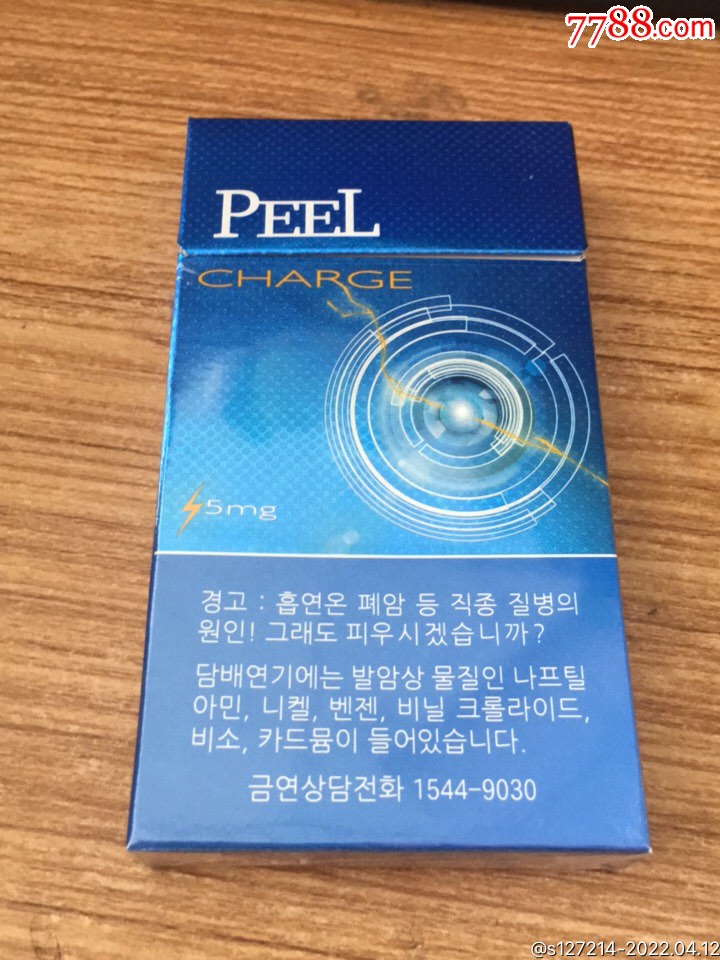 7788.com
PEEL
CHARGE
5mg
경고 : 흡연온 폐암 등 직종 질병의
원인! 그래도 피우시겠습니까?
담배연기에는 발암상 물질인 나프틸
아민, 니켈, 벤젠, 비닐 크롤라이드,
비소, 카드뮴이 들어있습니다.
금연상담전화 1544-9030
@s127214-2022.04.12